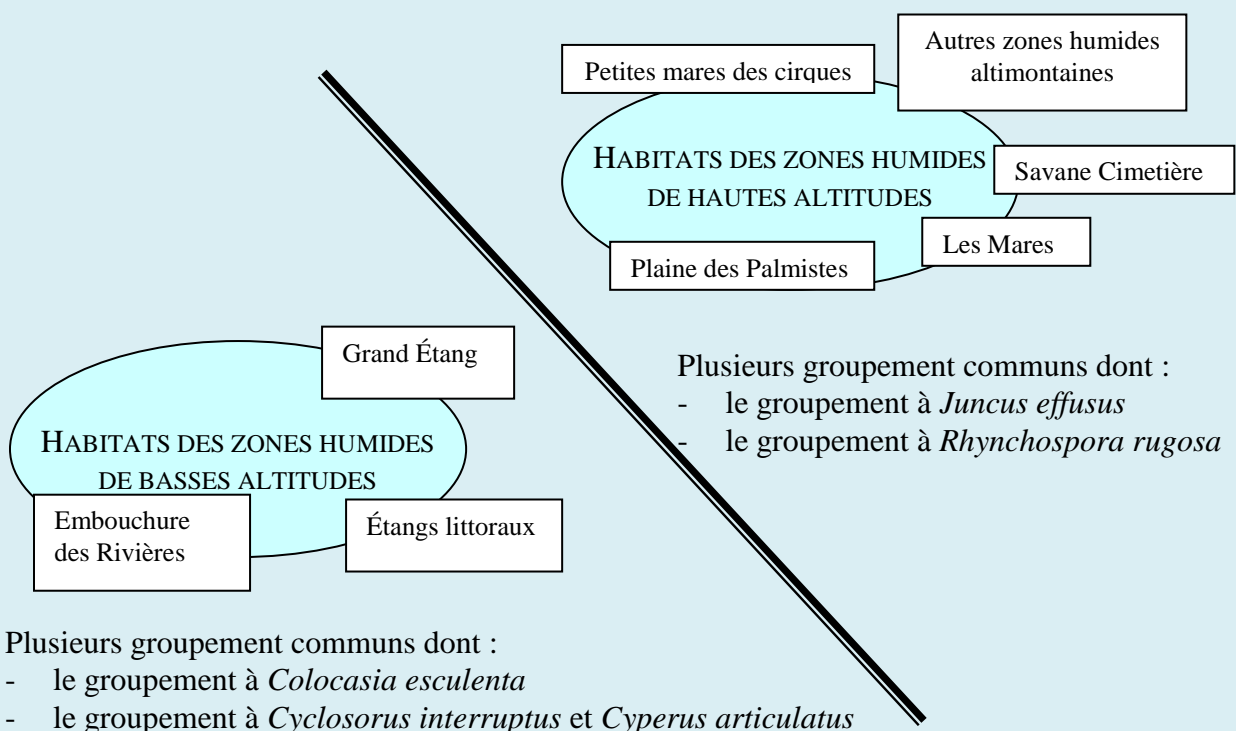 Petites mares des cirques
Autres zones humides
altimontaines
HABITATS DES ZONES HUMIDES
DE HAUTES ALTITUDES
Savane Cimetière
Les Mares
Plaine des Palmistes
Plusieurs groupement communs dont :
- le groupement à Juncus effusus
- le groupement à Rhynchospora rugosa
Grand Étang
HABITATS DES ZONES HUMIDES
DE BASSES ALTITUDES
Embouchure
des Rivières
Étangs littoraux
Plusieurs groupement communs dont :
- le groupement à Colocasia esculenta
- le groupement à Cyclosorus interruptus et Cyperus articulatus